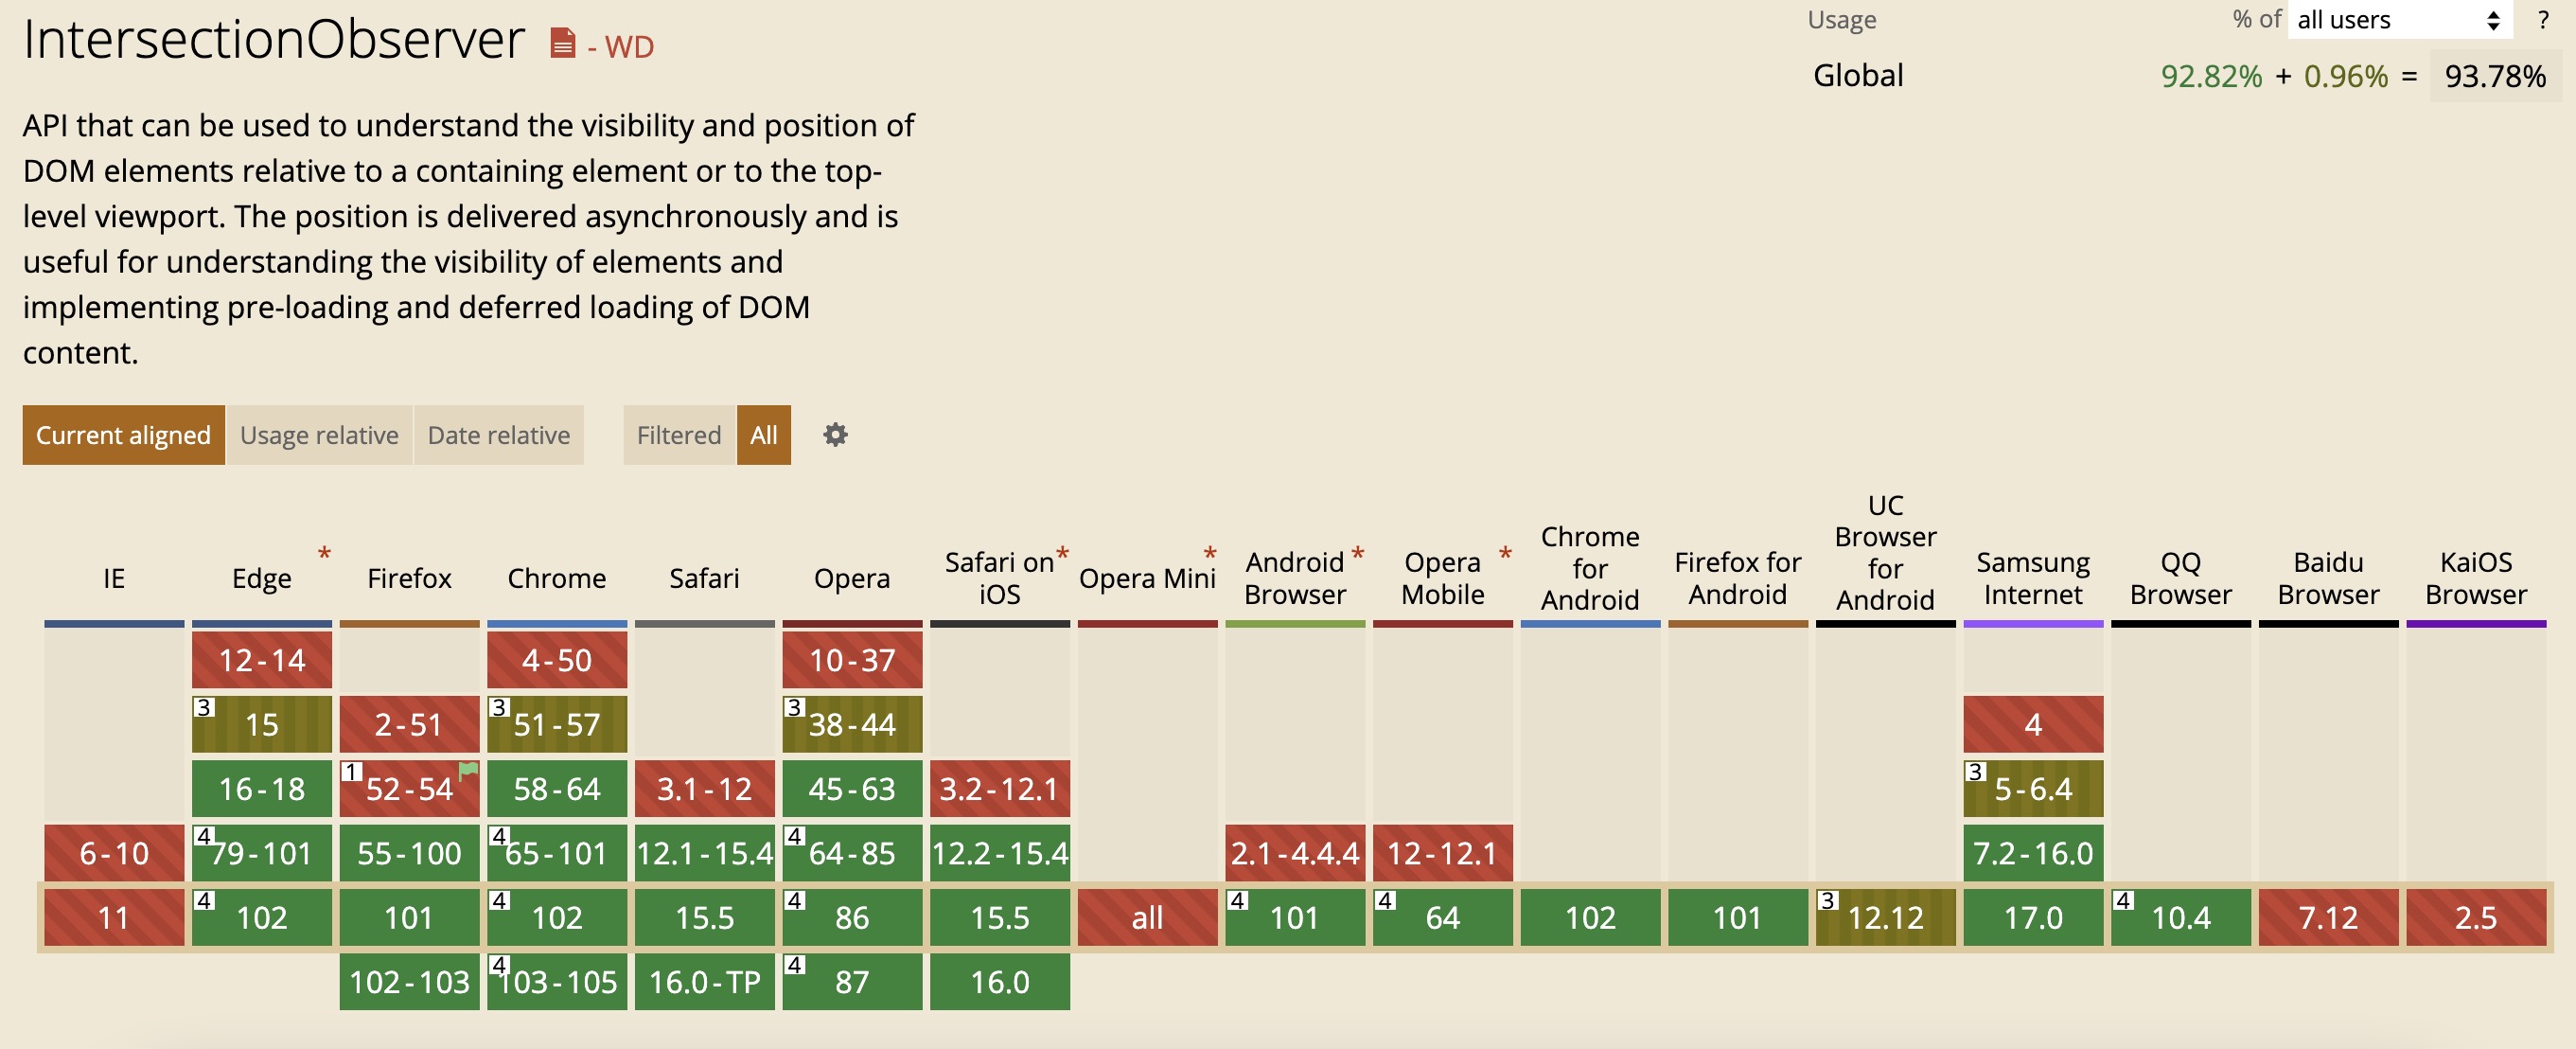 IntersectionObserver - WD
Usage % of all users ?
Global 92.82% + 0.96% = 93.78%
API that can be used to understand the visibility and position of
DOM elements relative to a containing element or to the top-
level viewport. The position is delivered asynchronously and is
useful for understanding the visibility of elements and
implementing pre-loading and deferred loading of DOM
content.
Current aligned Usage relative Date relative Filtered All
IE
Edge *
Firefox
Chrome
Safari
Opera
Safari on *
iOS
Opera Mini *
Android *
Browser
Opera *
Mobile
Chrome
for
Android
Firefox for
Android
UC
Browser
for
Android
Samsung
Internet
QQ
Browser
Baidu
Browser
KaiOS
Browser
12-14 4-50 10-37
3 15 2-51 3 51-57 3 38-44 4
16-18 1 52-54 58-64 3.1-12 45-63 3.2-12.1 3 5-6.4
6-10 4 79-101 55-100 4 65-101 12.1-15.4 4 64-85 12.2-15.4 2.1-4.4.4 12-12.1 7.2-16.0
11 4 102 101 4 102 15.5 4 86 15.5 all 4 101 4 64 102 101 3 12.12 17.0 4 10.4 7.12 2.5
102-103 4 103-105 16.0-TP 4 87 16.0